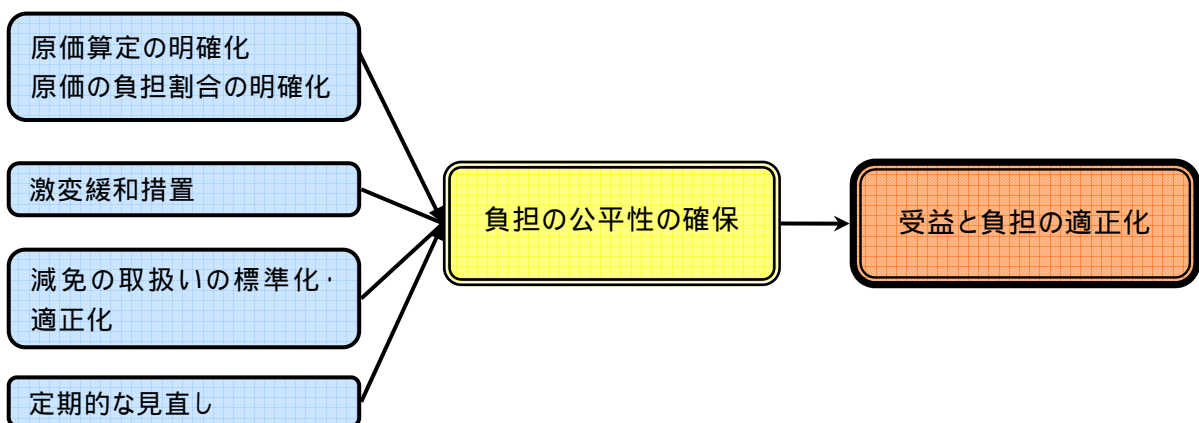 原価算定の明確化
原価の負担割合の明確化
激変緩和措置
減免の取扱いの標準化・
適正化
定期的な見直し
負担の公平性の確保
受益と負担の適正化